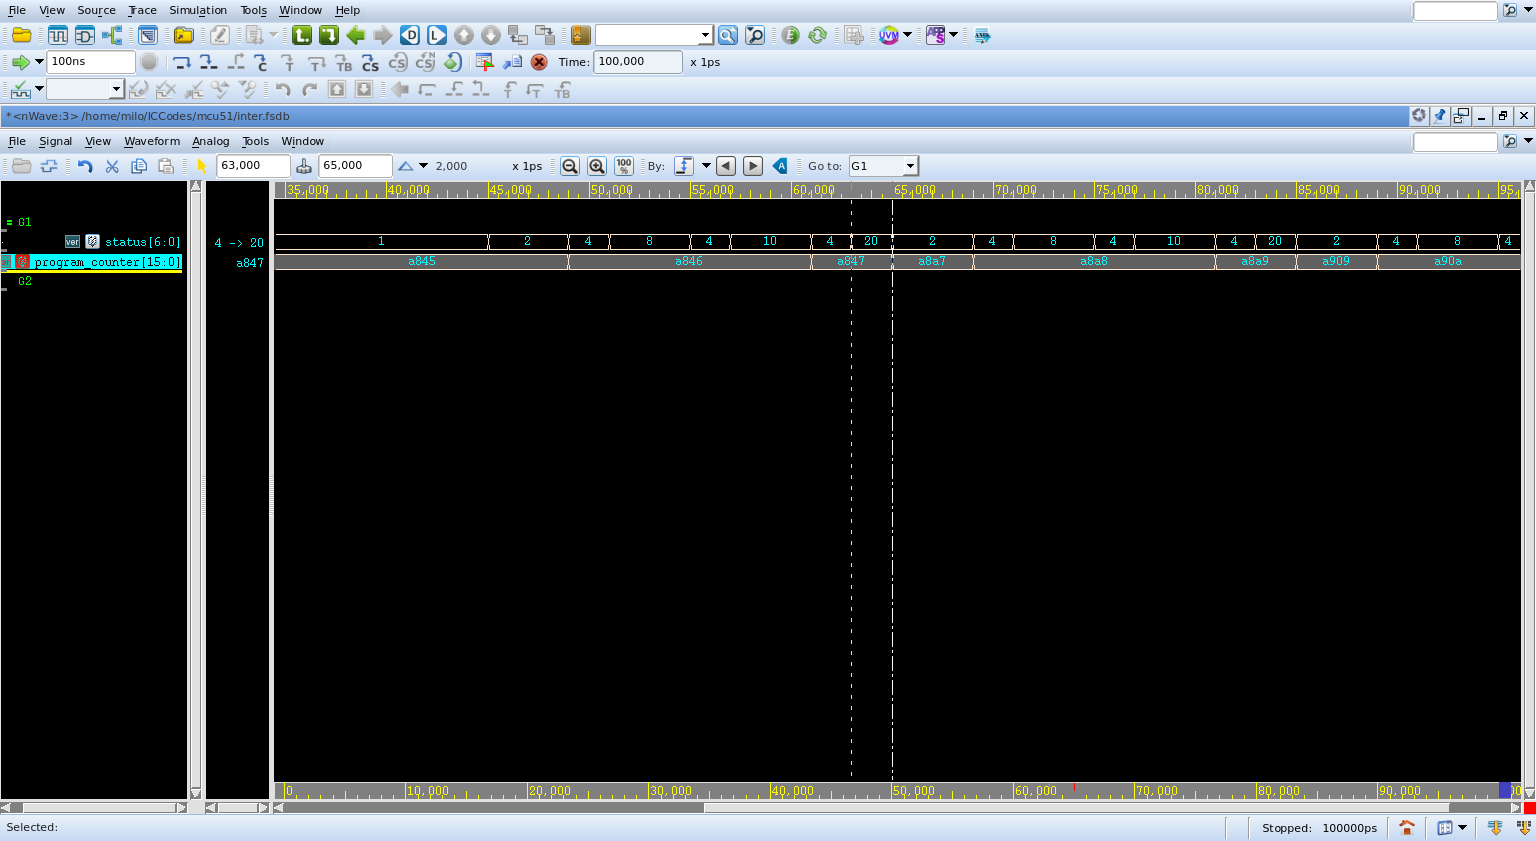 File View Source Trace Simulation Tools Window Help
100ns Time: 100,000 x 1ps
*<nWave:3> /home/milo/ICCodes/mcu51/inter.fsdb
File Signal View Waveform Analog Tools Window
63,000 65,000 2,000 x 1ps 100% By: Go to: G1
35,000 40,000 45,000 50,000 55,000 60,000 65,000 70,000 75,000 80,000 85,000 90,000
= G1
ver status[6:0] 4 -> 20 1 2 4 8 4 10 4 20 2 4 8 4 10 4 20 2 4 8 4
program_counter[15:0] a847 a845 a846 a847 a8a7 a8a8 a8a9 a909 a90a
G2
0 10,000 20,000 30,000 40,000 50,000 60,000 70,000 80,000 90,000
Selected: Stopped: 100000ps